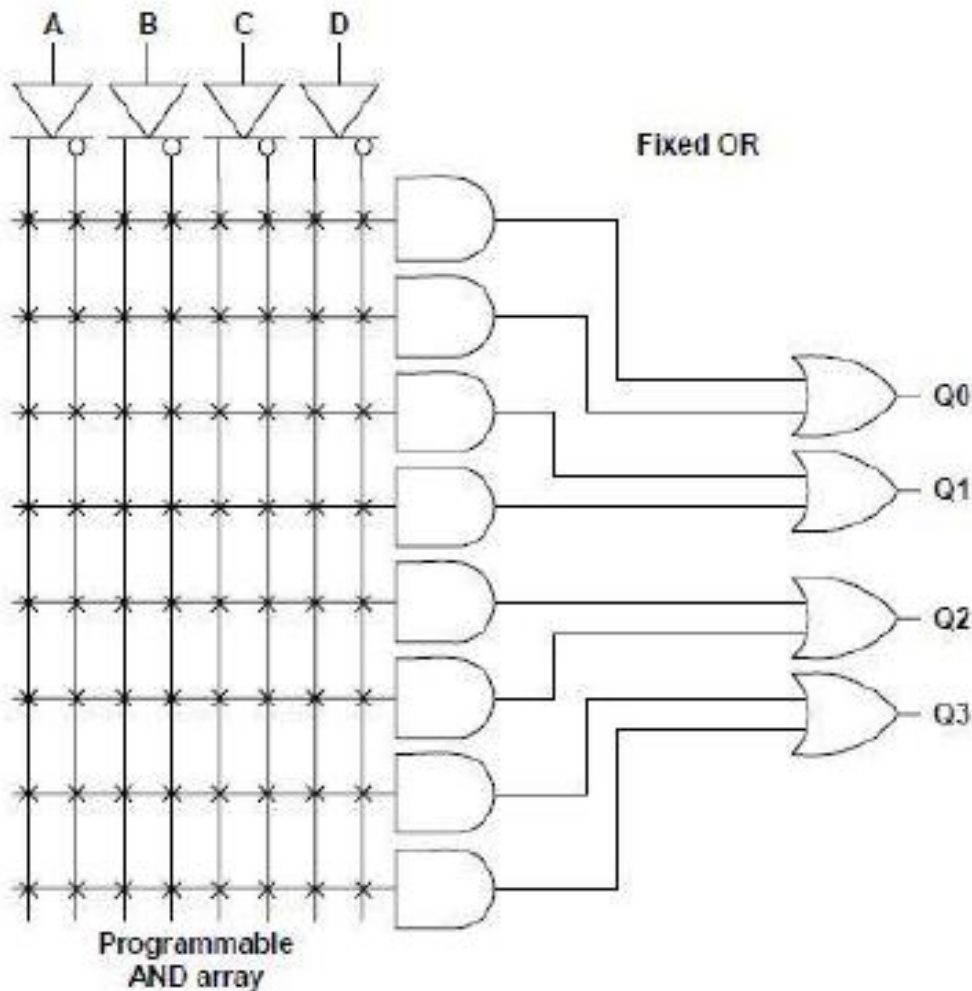 A B C D
Fixed OR
Q0
Q1
Q2
Q3
Programmable
AND array